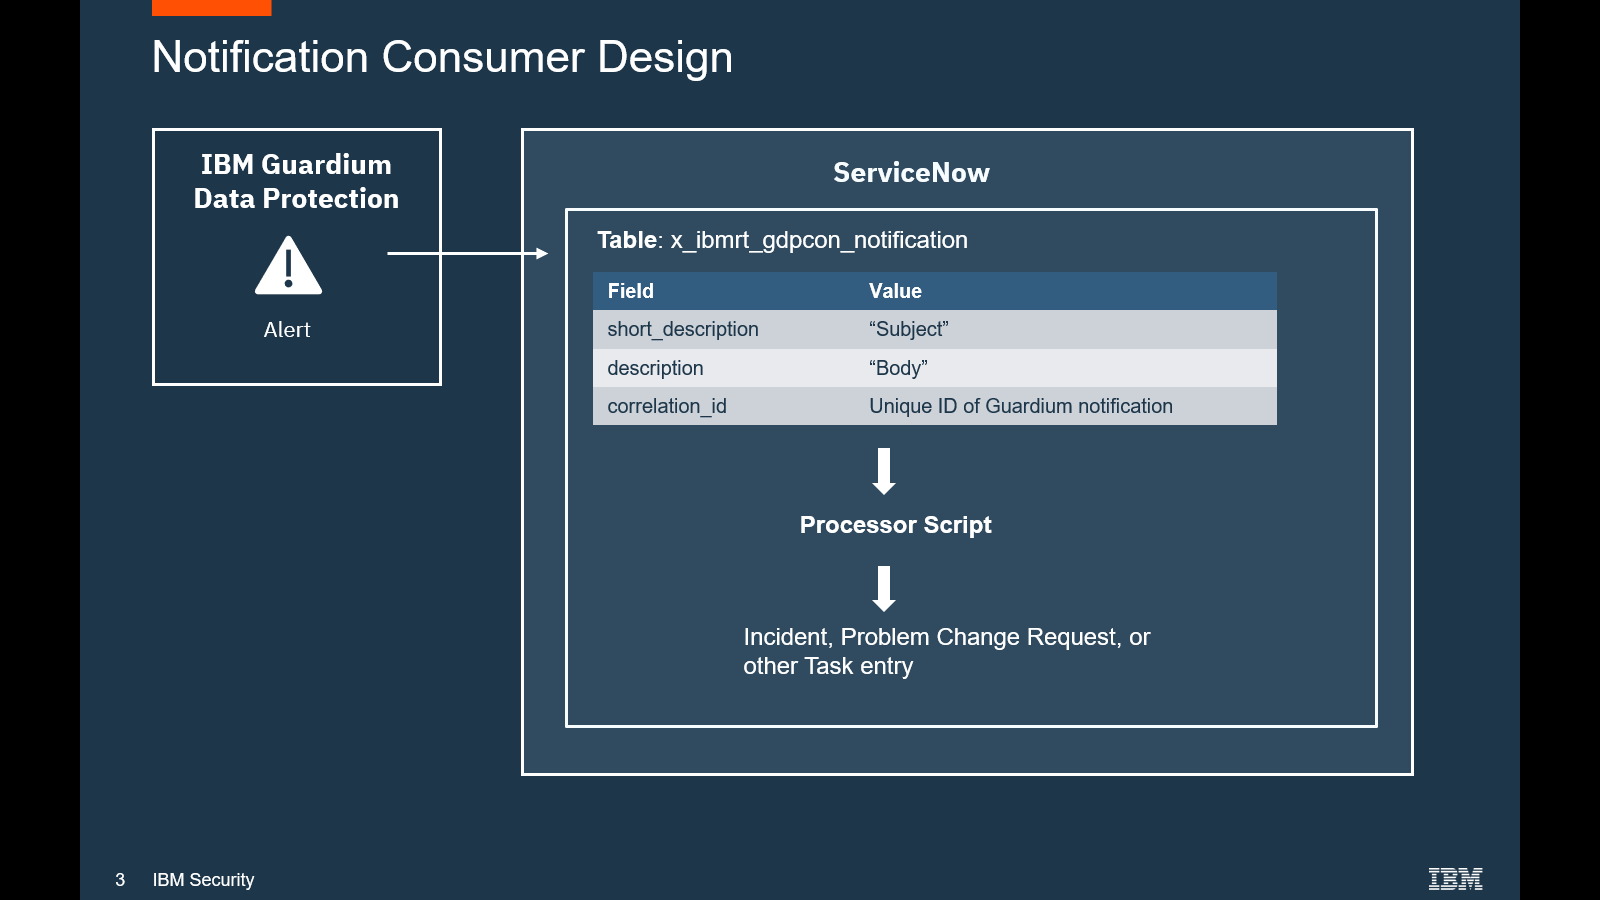 Notification Consumer Design
IBM Guardium
Data Protection
Alert
ServiceNow
Table: x_ibmrt_gdpcon_notification
Field Value
short_description “Subject”
description “Body”
correlation_id Unique ID of Guardium notification
Processor Script
Incident, Problem Change Request, or
other Task entry
3 IBM Security
IBM